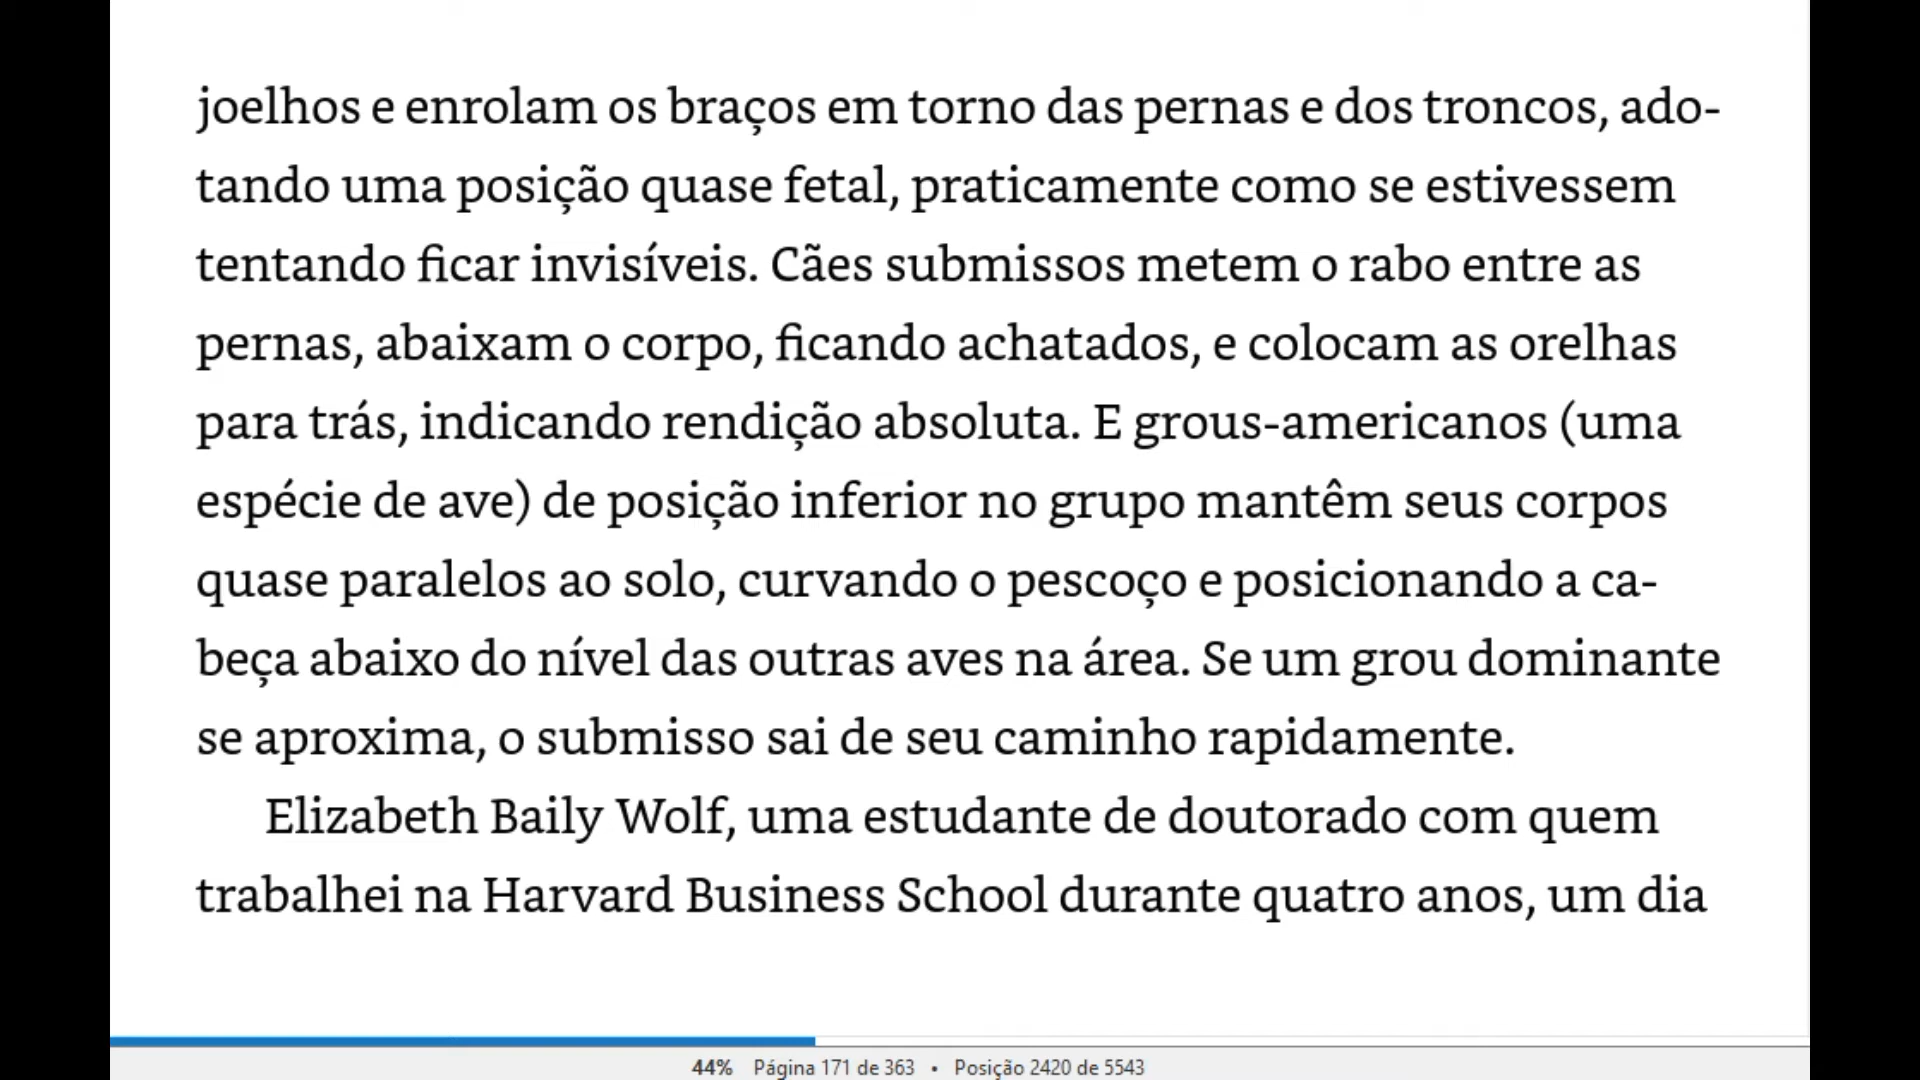 joelhos e enrolam os braços em torno das pernas e dos troncos, ado-
tando uma posição quase fetal, praticamente como se estivessem
tentando ficar invisíveis. Cães submissos metem o rabo entre as
pernas, abaixam o corpo, ficando achatados, e colocam as orelhas
para trás, indicando rendição absoluta. E grous-americanos (uma
espécie de ave) de posição inferior no grupo mantêm seus corpos
quase paralelos ao solo, curvando o pescoço e posicionando a ca-
beça abaixo do nível das outras aves na área. Se um grou dominante
se aproxima, o submisso sai de seu caminho rapidamente.
Elizabeth Baily Wolf, uma estudante de doutorado com quem
trabalhei na Harvard Business School durante quatro anos, um dia
44% Página 171 de 363 • Posição 2420 de 5543